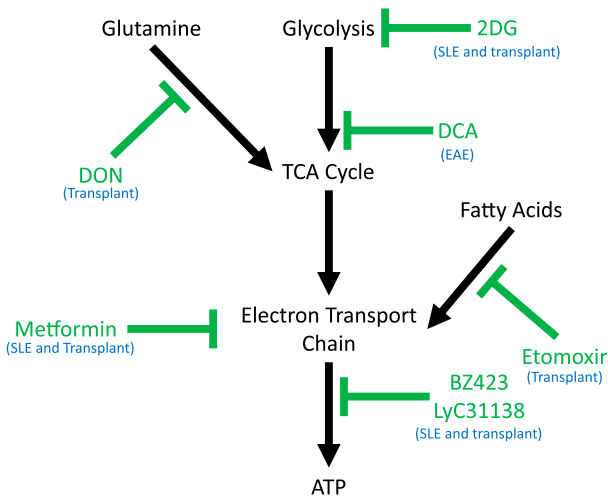 Glutamine
Glycolysis
2DG
(SLE and transplant)
DCA
(EAE)
DON
(Transplant)
TCA Cycle
Fatty Acids
Metformin
(SLE and Transplant)
Electron Transport
Chain
Etomoxir
(Transplant)
BZ423
LyC31138
(SLE and transplant)
ATP